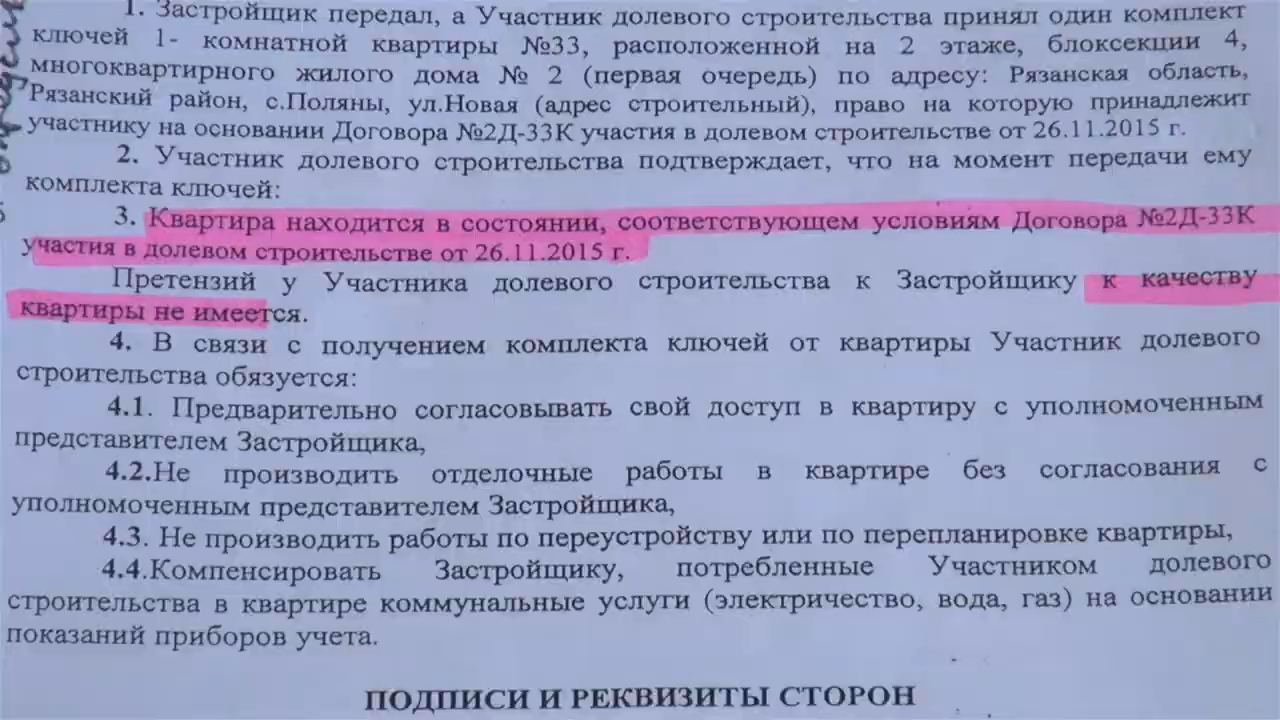 1. Застройщик передал, а Участник долевого строительства принял один комплект
ключей 1- комнатной квартиры №33, расположенной на 2 этаже, блоксекции 4,
многоквартирного жилого дома № 2 (первая очередь) по адресу: Рязанская область,
Рязанский район, с.Поляны, ул.Новая (адрес строительный), право на которую принадлежит
участнику на основании Договора №2Д-33К участия в долевом строительстве от 26.11.2015 г.
2. Участник долевого строительства подтверждает, что на момент передачи ему
комплекта ключей:
3. Квартира находится в состоянии, соответствующем условиям Договора №2Д-33К
участия в долевом строительстве от 26.11.2015 г.
Претензий у Участника долевого строительства к Застройщику к качеству
квартиры не имеется.
4. В связи с получением комплекта ключей от квартиры Участник долевого
строительства обязуется:
4.1. Предварительно согласовывать свой доступ в квартиру с уполномоченным
представителем Застройщика,
4.2.Не производить отделочные работы в квартире без согласования с
уполномоченным представителем Застройщика,
4.3. Не производить работы по переустройству или по перепланировке квартиры,
4.4.Компенсировать Застройщику, потребленные Участником долевого
строительства в квартире коммунальные услуги (электричество, вода, газ) на основании
показаний приборов учета.
ПОДПИСИ И РЕКВИЗИТЫ СТОРОН